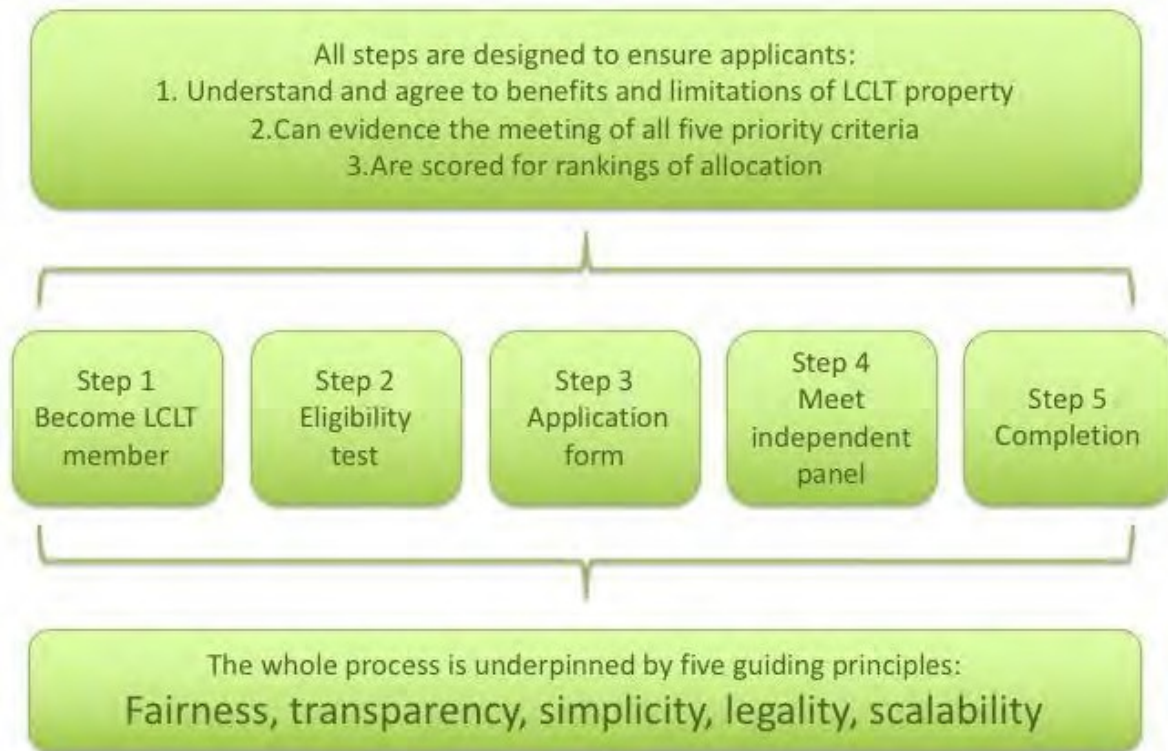 All steps are designed to ensure applicants:
1. Understand and agree to benefits and limitations of LCLT property
2.Can evidence the meeting of all five priority criteria
3.Are scored for rankings of allocation
Step 1
Become LCLT
member
Step 2
Eligibility
test
Step 3
Application
form
Step 4
Meet
independent
panel
Step 5
Completion
The whole process is underpinned by five guiding principles:
Fairness, transparency, simplicity, legality, scalability